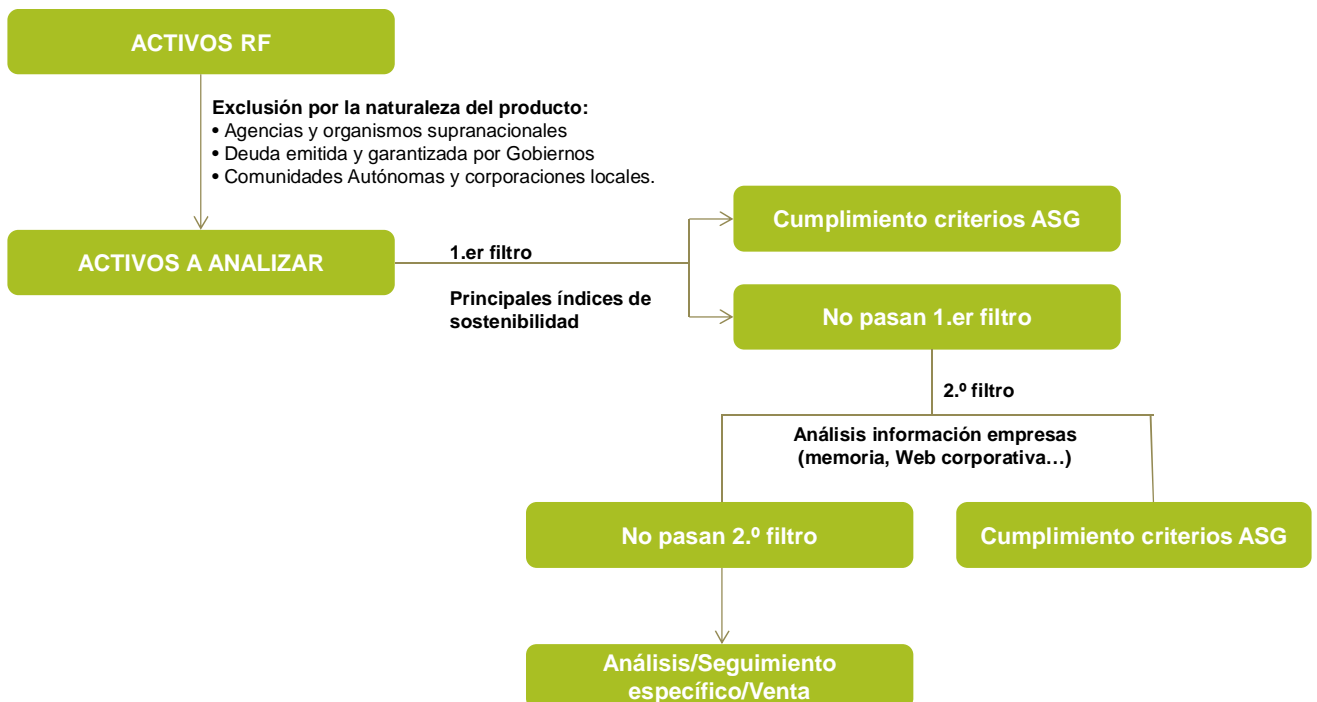 ACTIVOS RF
Exclusión por la naturaleza del producto:
• Agencias y organismos supranacionales
• Deuda emitida y garantizada por Gobiernos
• Comunidades Autónomas y corporaciones locales.
ACTIVOS A ANALIZAR
1.er filtro
Principales índices de
sostenibilidad
Cumplimiento criterios ASG
No pasan 1.er filtro
2.º filtro
Análisis información empresas
(memoria, Web corporativa…)
No pasan 2.º filtro
Cumplimiento criterios ASG
Análisis/Seguimiento
específico/Venta